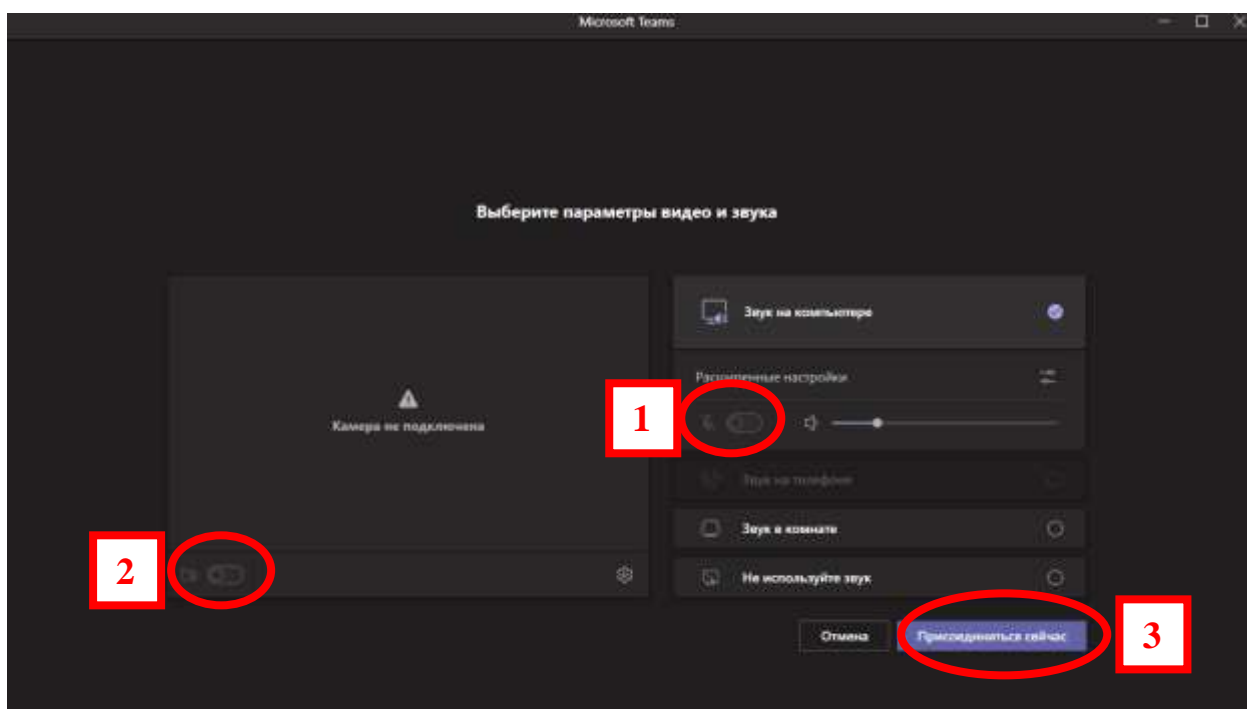 Microsoft Teams
Выберите параметры видео и звука
Звук на компьютере
Расширенные настройки
1
Камера не подключена
Звук на телефоне
Звук в комнате
2
Не используйте звук
Отмена
Присоединиться сейчас
3